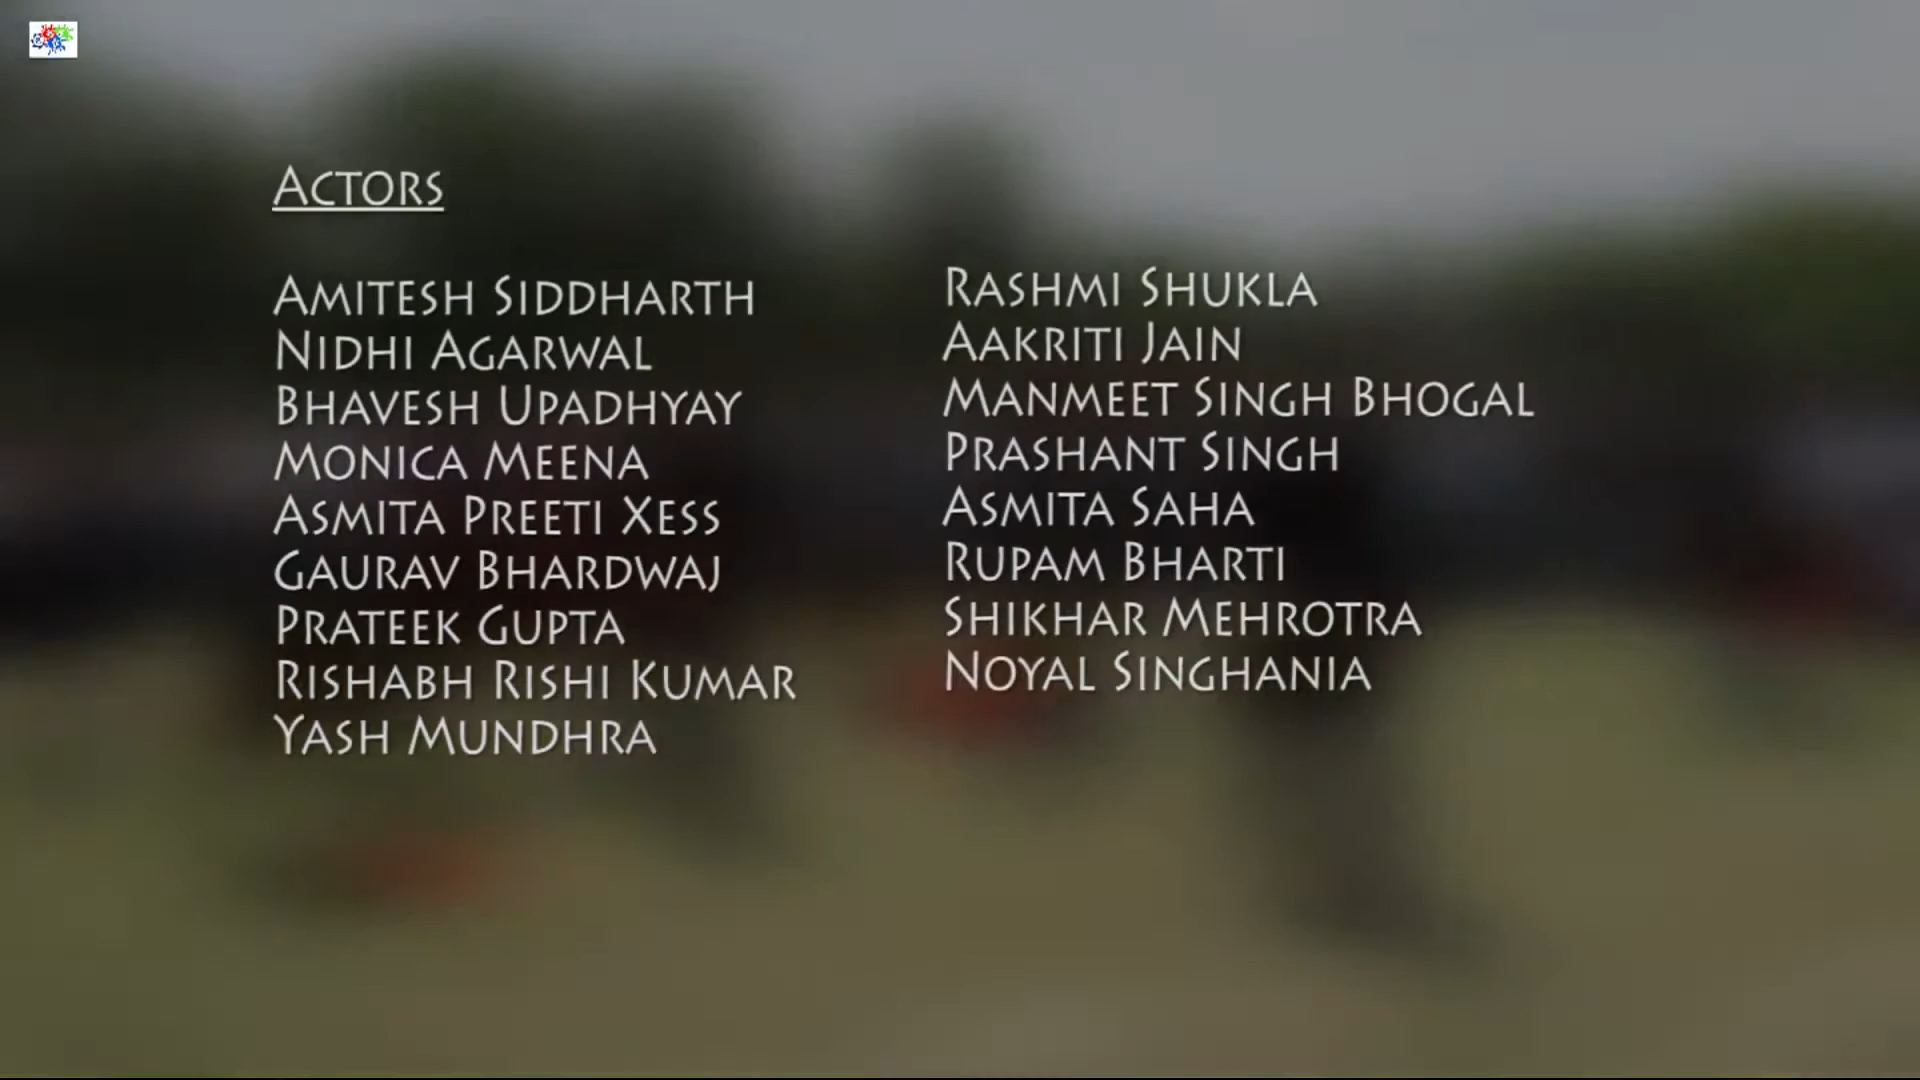 Actors
Amitesh Siddharth
Nidhi Agarwal
Bhavesh Upadhyay
Monica Meena
Asmita Preeti Xess
Gaurav Bhardwaj
Prateek Gupta
Rishabh Rishi Kumar
Yash Mundhra
Rashmi Shukla
Aakriti Jain
Manmeet Singh Bhogal
Prashant Singh
Asmita Saha
Rupam Bharti
Shikhar Mehrotra
Noyal Singhania